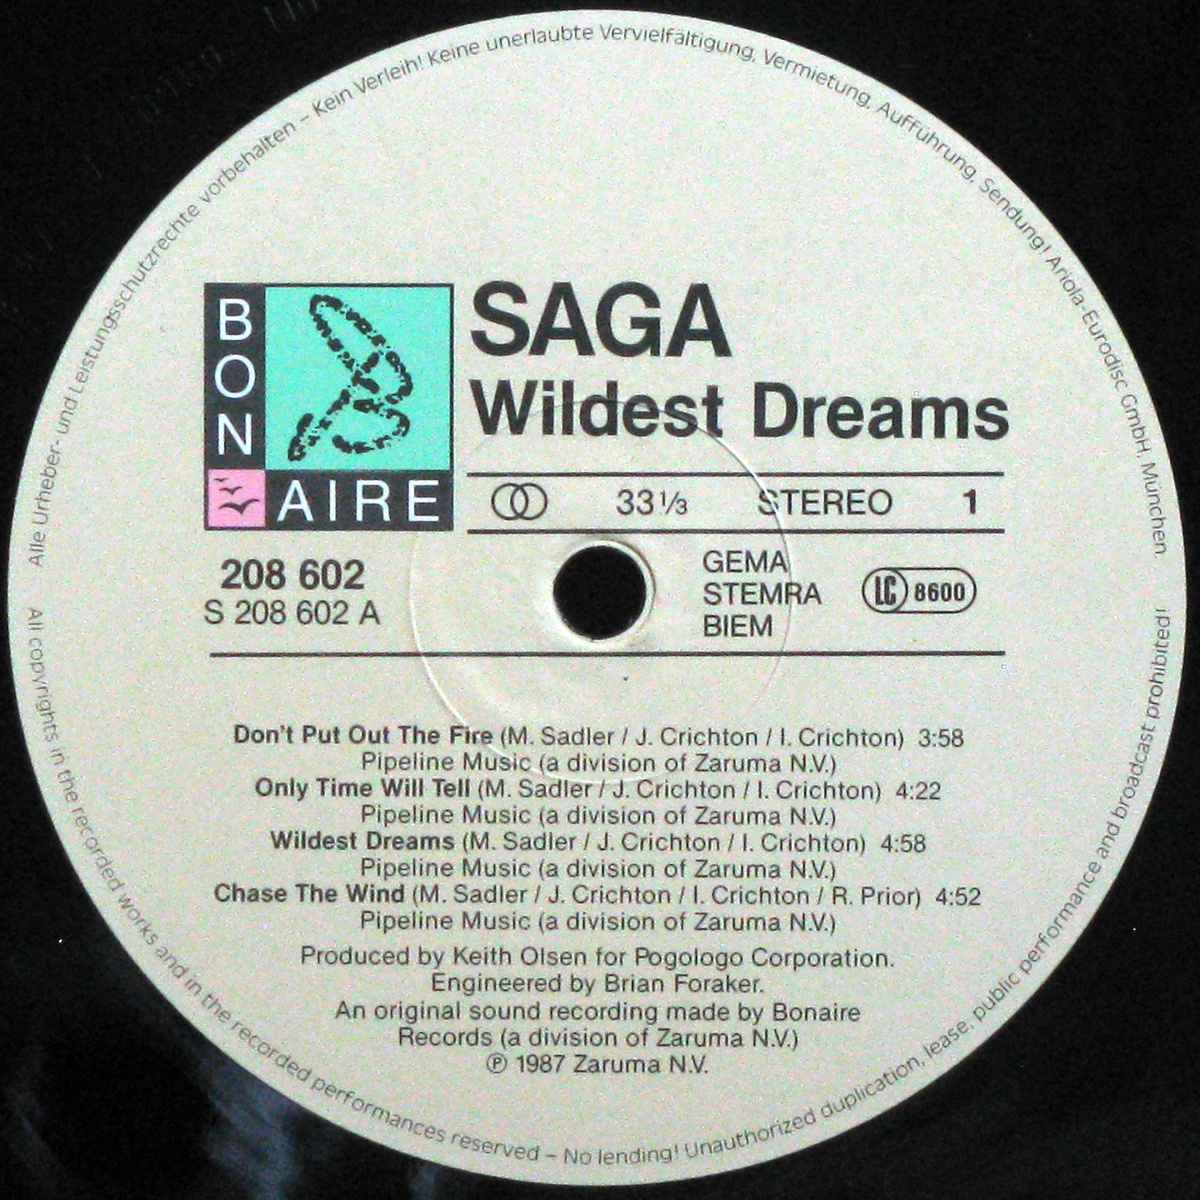 Alle Urheber- und Leistungsschutzrechte vorbehalten – Kein Verleih! Keine unerlaubte Vervielfältigung, Vermietung, Aufführung, Sendung! Ariola-Eurodisc GmbH, München.
BON
AIRE
SAGA
Wildest Dreams
33 1/3 STEREO 1
208 602
S 208 602 A
GEMA
STEMRA
BIEM
LC 8600
Don't Put Out The Fire (M. Sadler / J. Crichton / I. Crichton) 3:58
Pipeline Music (a division of Zaruma N.V.)
Only Time Will Tell (M. Sadler / J. Crichton / I. Crichton) 4:22
Pipeline Music (a division of Zaruma N.V.)
Wildest Dreams (M. Sadler / J. Crichton / I. Crichton) 4:58
Pipeline Music (a division of Zaruma N.V.)
Chase The Wind (M. Sadler / J. Crichton / I. Crichton / R. Prior) 4:52
Pipeline Music (a division of Zaruma N.V.)
Produced by Keith Olsen for Pogologo Corporation.
Engineered by Brian Foraker.
An original sound recording made by Bonaire
Records (a division of Zaruma N.V.)
℗ 1987 Zaruma N.V.
All copyrights in the recorded works and in the recorded performances reserved – No lending! Unauthorized duplication, lease, public performance and broadcast prohibited!